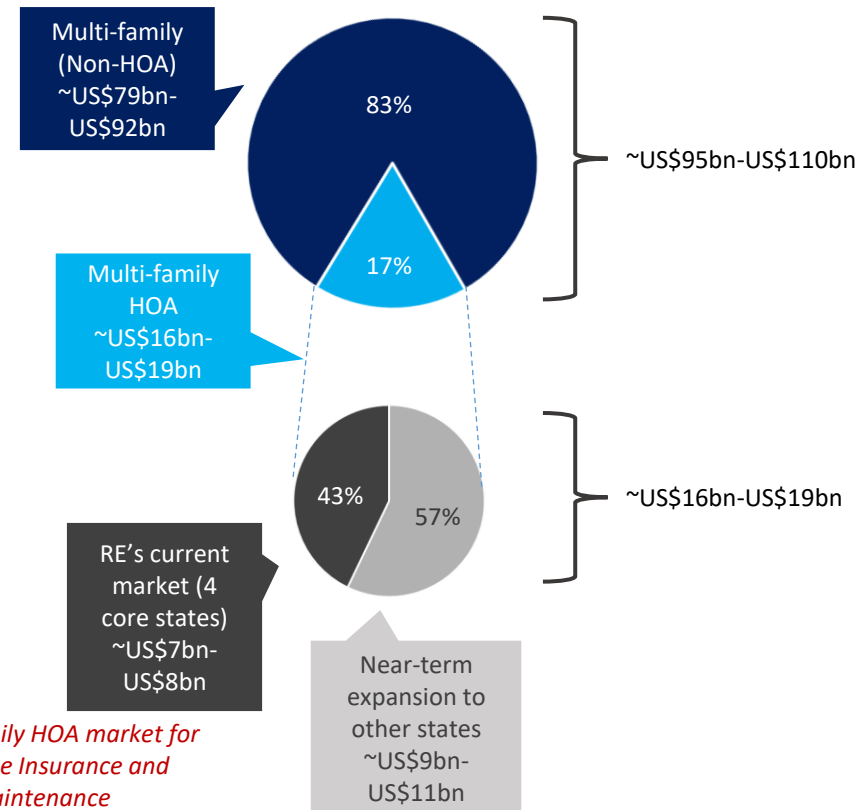 Multi-family
(Non-HOA)
~US$79bn-
US$92bn
83%
~US$95bn-US$110bn
17%
Multi-family
HOA
~US$16bn-
US$19bn
43%
57%
~US$16bn-US$19bn
RE's current
market (4
core states)
~US$7bn-
US$8bn
Near-term
expansion to
other states
~US$9bn-
US$11bn
ily HOA market for
e Insurance and
aintenance